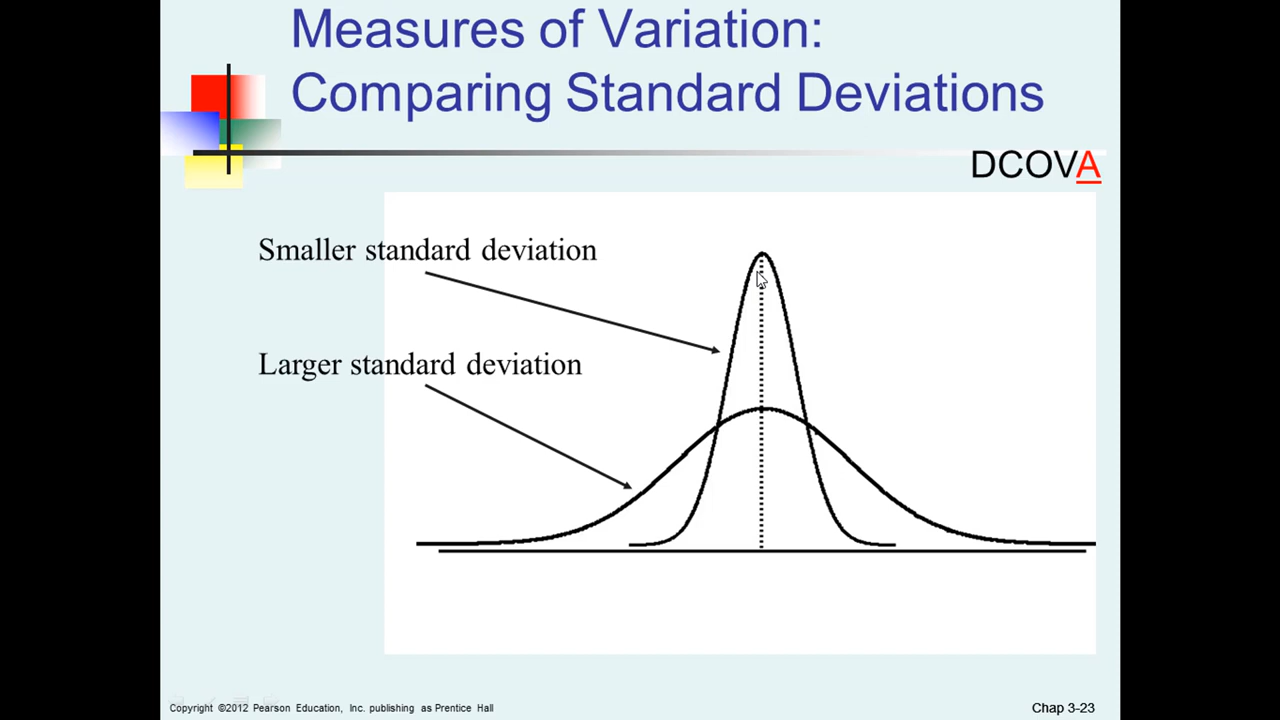 Measures of Variation:
Comparing Standard Deviations
DCOVA
Smaller standard deviation
Larger standard deviation
Copyright ©2012 Pearson Education, Inc. publishing as Prentice Hall
Chap 3-23